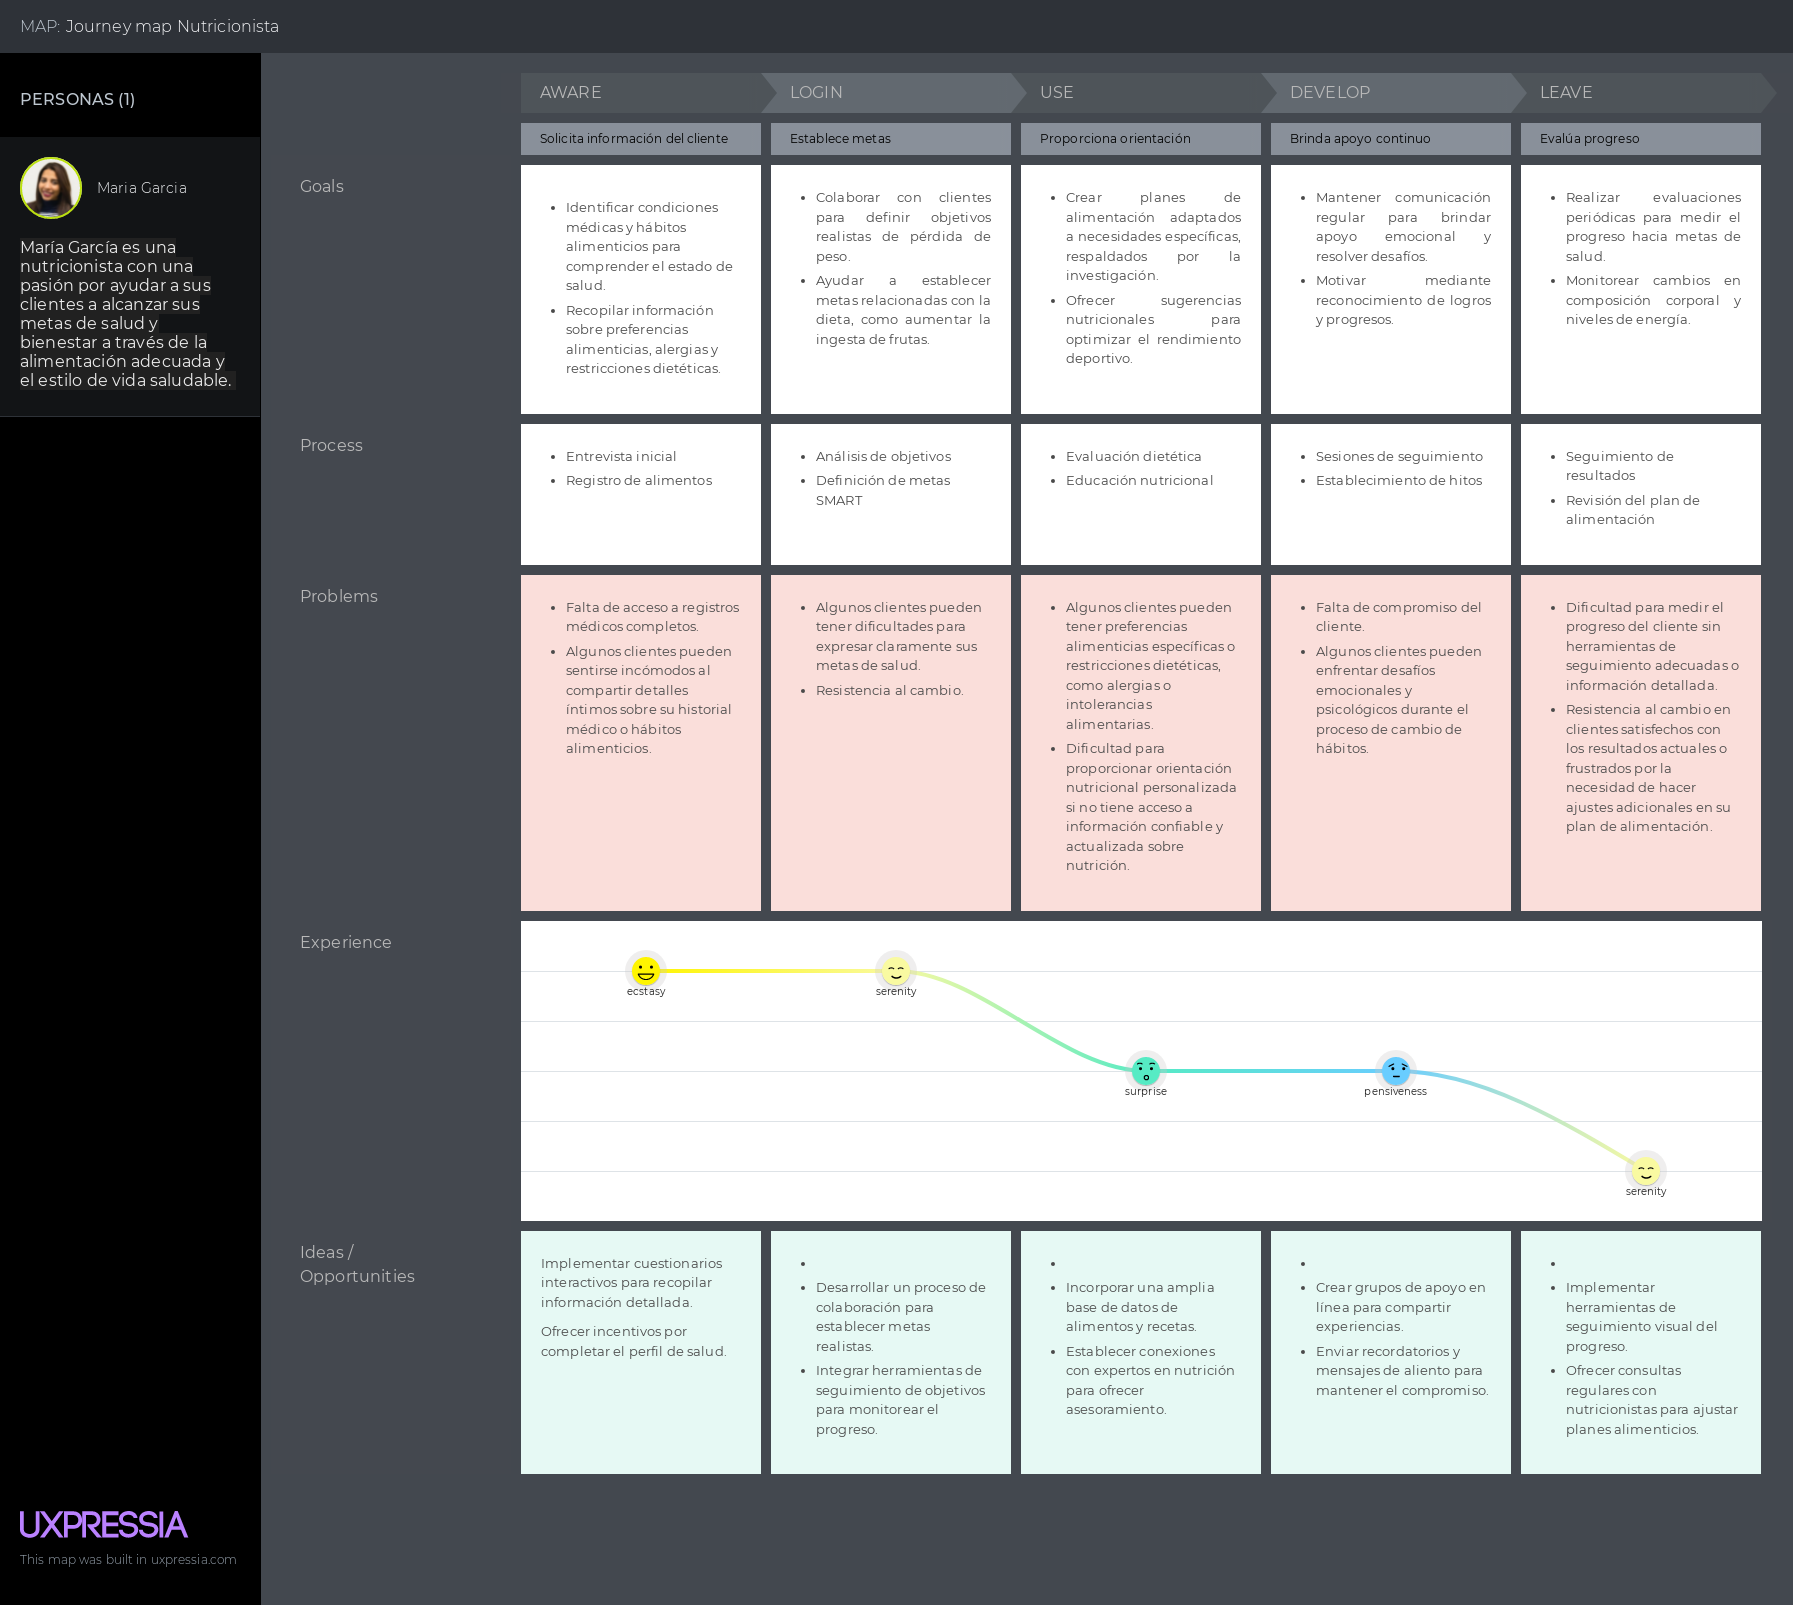 MAP: Journey map Nutricionista
PERSONAS (1)
Maria Garcia
María García es una
nutricionista con una
pasión por ayudar a sus
clientes a alcanzar sus
metas de salud y
bienestar a través de la
alimentación adecuada y
el estilo de vida saludable.
AWARE
LOGIN
USE
DEVELOP
LEAVE
Solicita información del cliente
Establece metas
Proporciona orientación
Brinda apoyo continuo
Evalúa progreso
Goals
• Identificar condiciones
médicas y hábitos
alimenticios para
comprender el estado de
salud.
• Recopilar información
sobre preferencias
alimenticias, alergias y
restricciones dietéticas.
• Colaborar con clientes
para definir objetivos
realistas de pérdida de
peso.
• Ayudar a establecer
metas relacionadas con la
dieta, como aumentar la
ingesta de frutas.
• Crear planes de
alimentación adaptados
a necesidades específicas,
respaldados por la
investigación.
• Ofrecer sugerencias
nutricionales para
optimizar el rendimiento
deportivo.
• Mantener comunicación
regular para brindar
apoyo emocional y
resolver desafíos.
• Motivar mediante
reconocimiento de logros
y progresos.
• Realizar evaluaciones
periódicas para medir el
progreso hacia metas de
salud.
• Monitorear cambios en
composición corporal y
niveles de energía.
Process
• Entrevista inicial
• Registro de alimentos
• Análisis de objetivos
• Definición de metas
SMART
• Evaluación dietética
• Educación nutricional
• Sesiones de seguimiento
• Establecimiento de hitos
• Seguimiento de
resultados
• Revisión del plan de
alimentación
Problems
• Falta de acceso a registros
médicos completos.
• Algunos clientes pueden
sentirse incómodos al
compartir detalles
íntimos sobre su historial
médico o hábitos
alimenticios.
• Algunos clientes pueden
tener dificultades para
expresar claramente sus
metas de salud.
• Resistencia al cambio.
• Algunos clientes pueden
tener preferencias
alimenticias específicas o
restricciones dietéticas,
como alergias o
intolerancias
alimentarias.
• Dificultad para
proporcionar orientación
nutricional personalizada
si no tiene acceso a
información confiable y
actualizada sobre
nutrición.
• Falta de compromiso del
cliente.
• Algunos clientes pueden
enfrentar desafíos
emocionales y
psicológicos durante el
proceso de cambio de
hábitos.
• Dificultad para medir el
progreso del cliente sin
herramientas de
seguimiento adecuadas o
información detallada.
• Resistencia al cambio en
clientes satisfechos con
los resultados actuales o
frustrados por la
necesidad de hacer
ajustes adicionales en su
plan de alimentación.
Experience
ecstasy
serenity
surprise
pensiveness
serenity
Ideas /
Opportunities
Implementar cuestionarios
interactivos para recopilar
información detallada.
Ofrecer incentivos por
completar el perfil de salud.
•
• Desarrollar un proceso de
colaboración para
establecer metas
realistas.
• Integrar herramientas de
seguimiento de objetivos
para monitorear el
progreso.
•
• Incorporar una amplia
base de datos de
alimentos y recetas.
• Establecer conexiones
con expertos en nutrición
para ofrecer
asesoramiento.
•
• Crear grupos de apoyo en
línea para compartir
experiencias.
• Enviar recordatorios y
mensajes de aliento para
mantener el compromiso.
•
• Implementar
herramientas de
seguimiento visual del
progreso.
• Ofrecer consultas
regulares con
nutricionistas para ajustar
planes alimenticios.
UXPRESSIA
This map was built in uxpressia.com